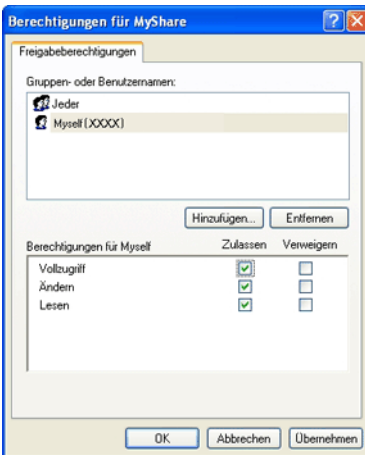 Berechtigungen für MyShare
Freigabeberechtigungen
Gruppen- oder Benutzernamen:
Jeder
Myself (XXXX)
Hinzufügen... Entfernen
Berechtigungen für Myself Zulassen Verweigern
Vollzugriff
Ändern
Lesen
OK Abbrechen Übernehmen